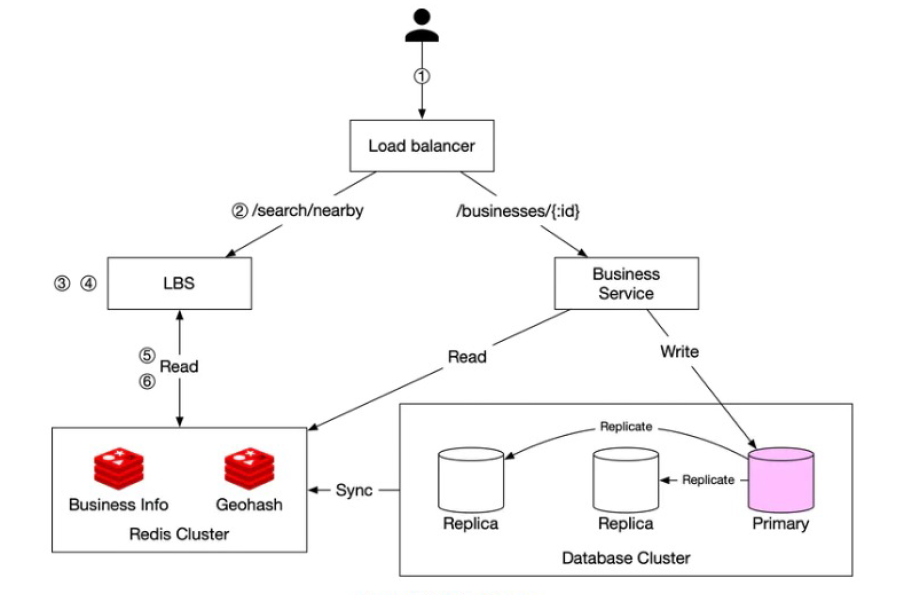 ①
Load balancer
② /search/nearby
/businesses/{:id}
③ ④
LBS
Business
Service
⑤
Read
⑥
Read
Write
Replicate
Replicate
Sync
Business Info
Geohash
Redis Cluster
Replica
Replica
Primary
Database Cluster